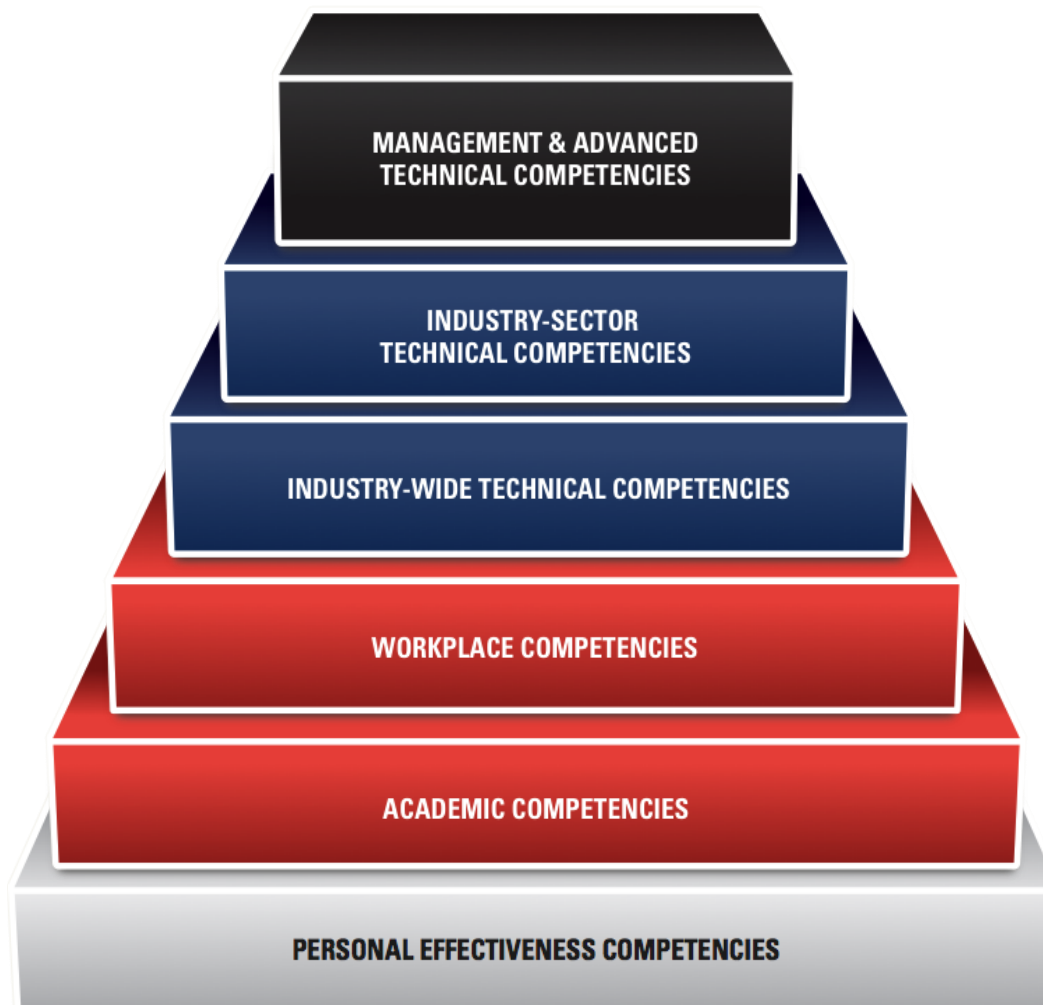 MANAGEMENT & ADVANCED
TECHNICAL COMPETENCIES
INDUSTRY-SECTOR
TECHNICAL COMPETENCIES
INDUSTRY-WIDE TECHNICAL COMPETENCIES
WORKPLACE COMPETENCIES
ACADEMIC COMPETENCIES
PERSONAL EFFECTIVENESS COMPETENCIES